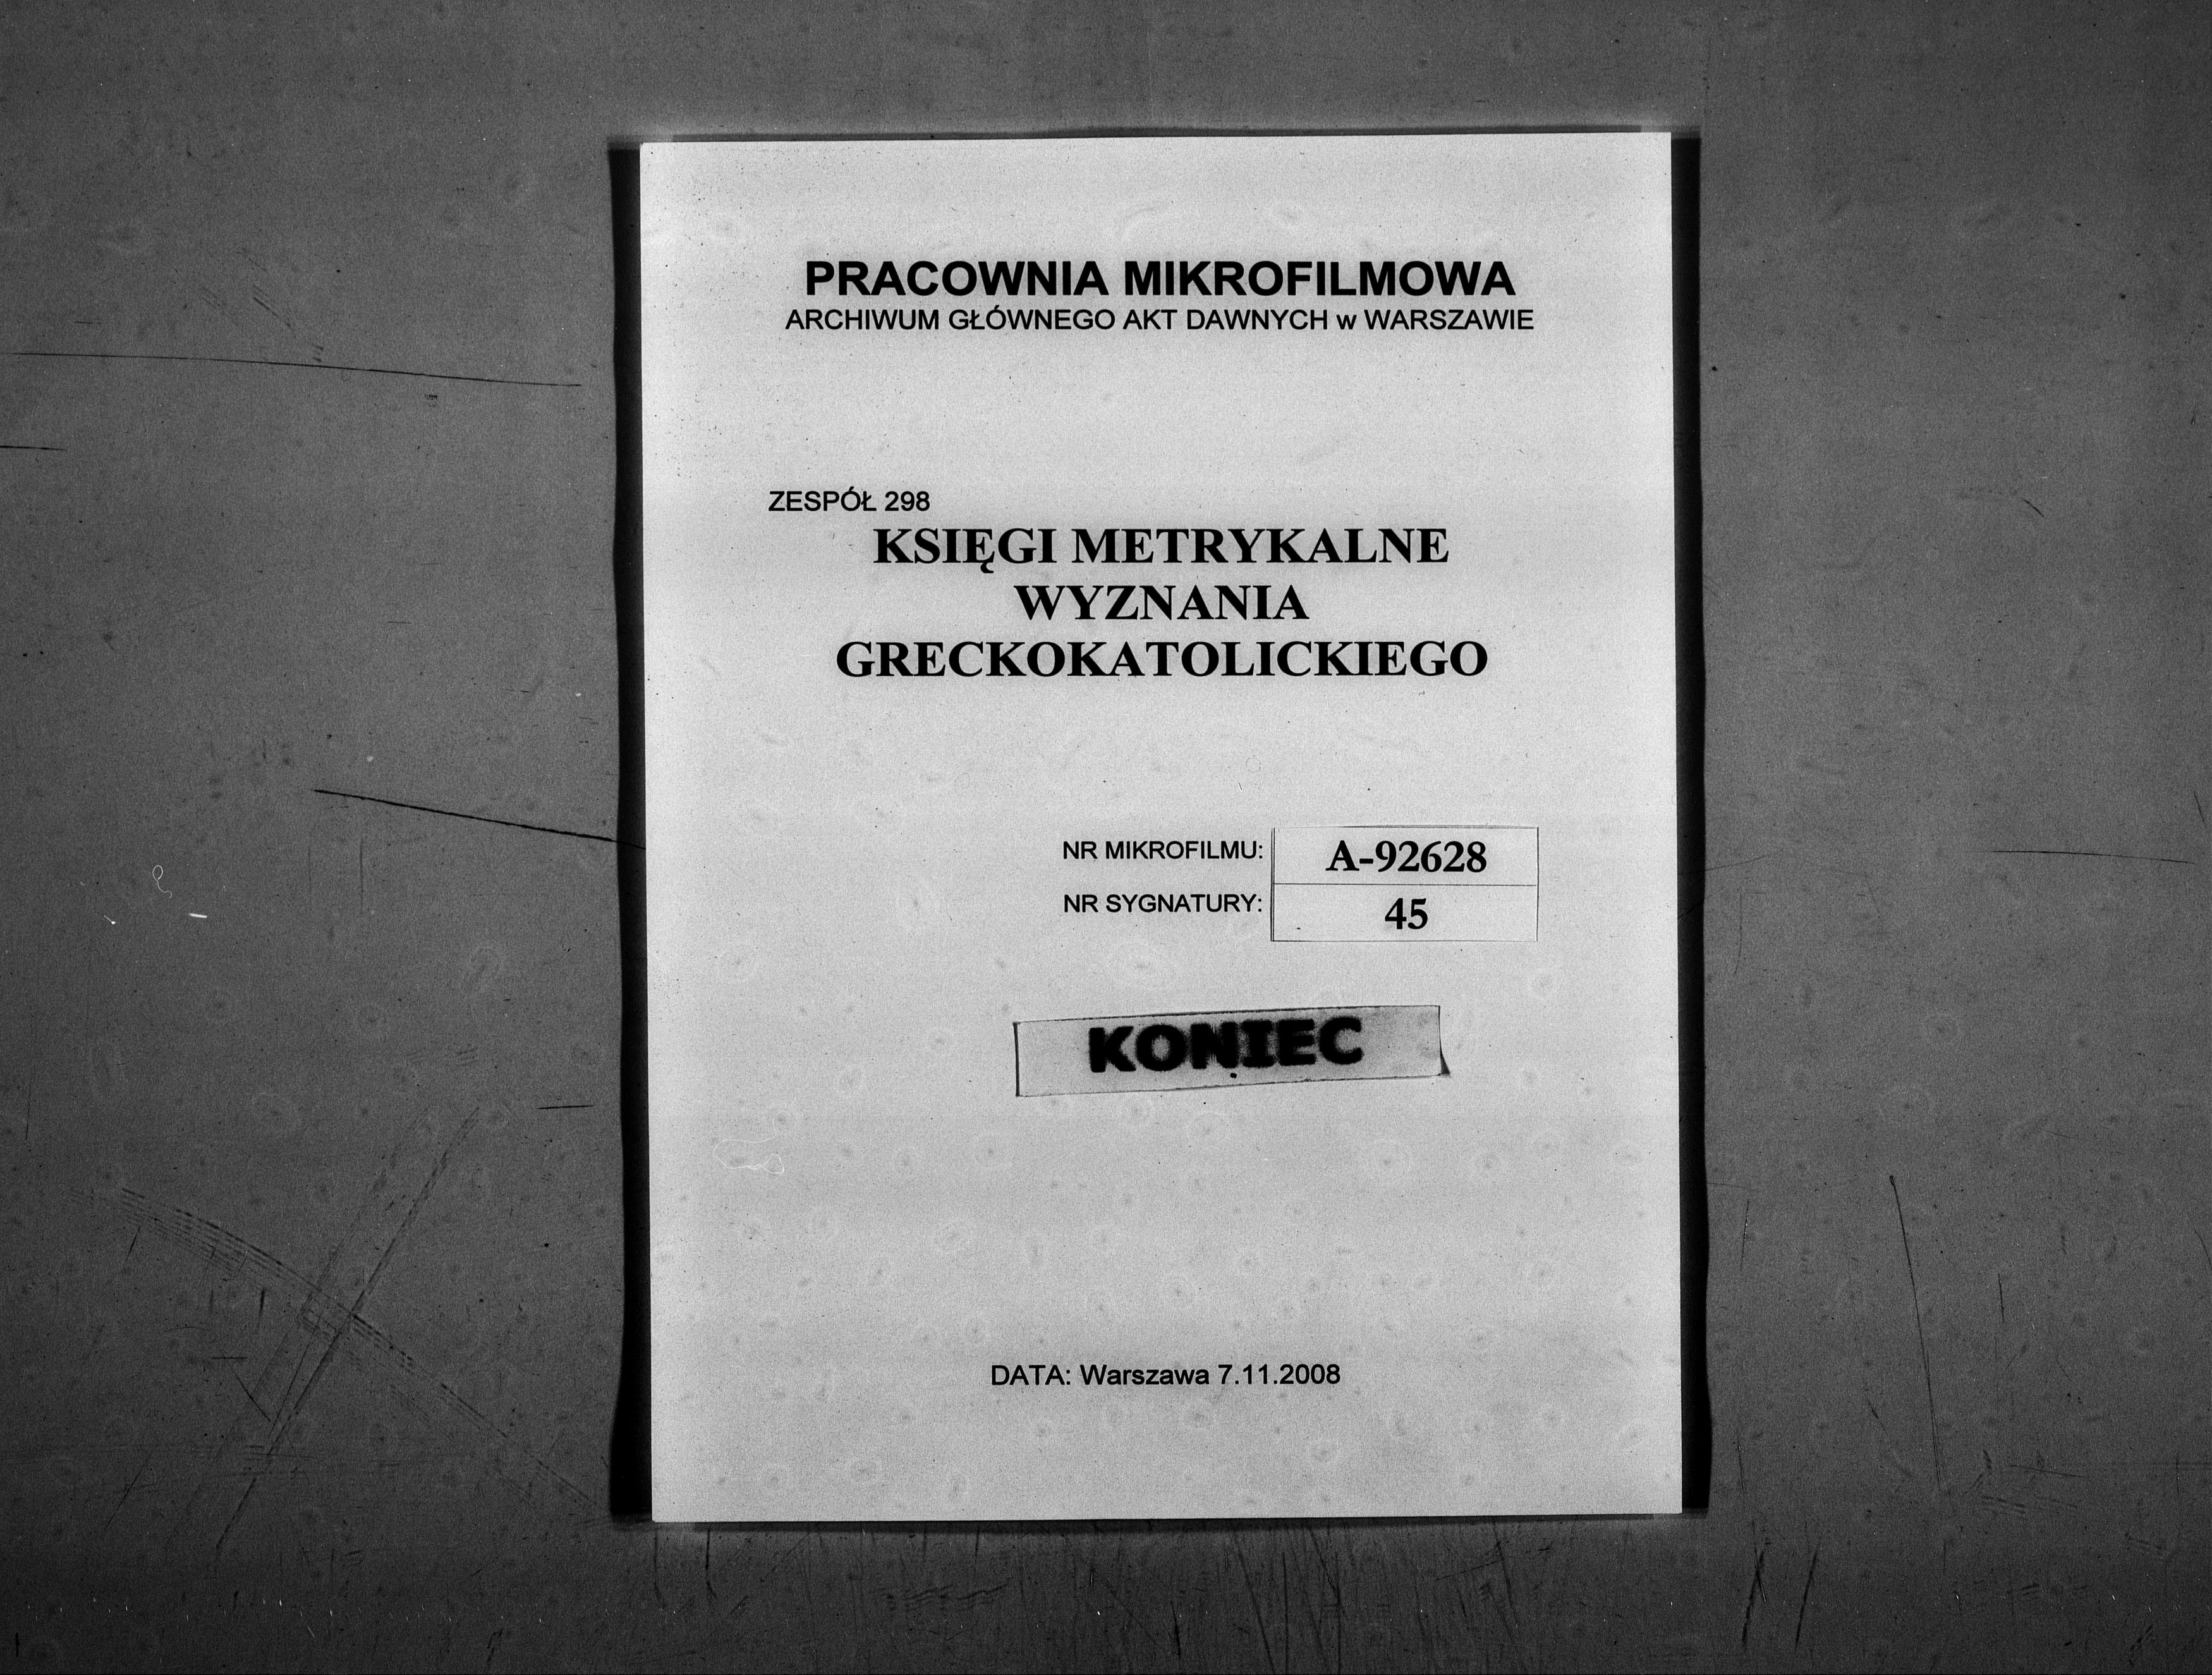 PRACOWNIA MIKROFILMOWA
ARCHIWUM GŁÓWNEGO AKT DAWNYCH w WARSZAWIE
ZESPÓŁ 298
KSIĘGI METRYKALNE
WYZNANIA
GRECKOKATOLICKIEGO
NR MIKROFILMU: A-92628
NR SYGNATURY: 45
KONIEC
DATA: Warszawa 7.11.2008